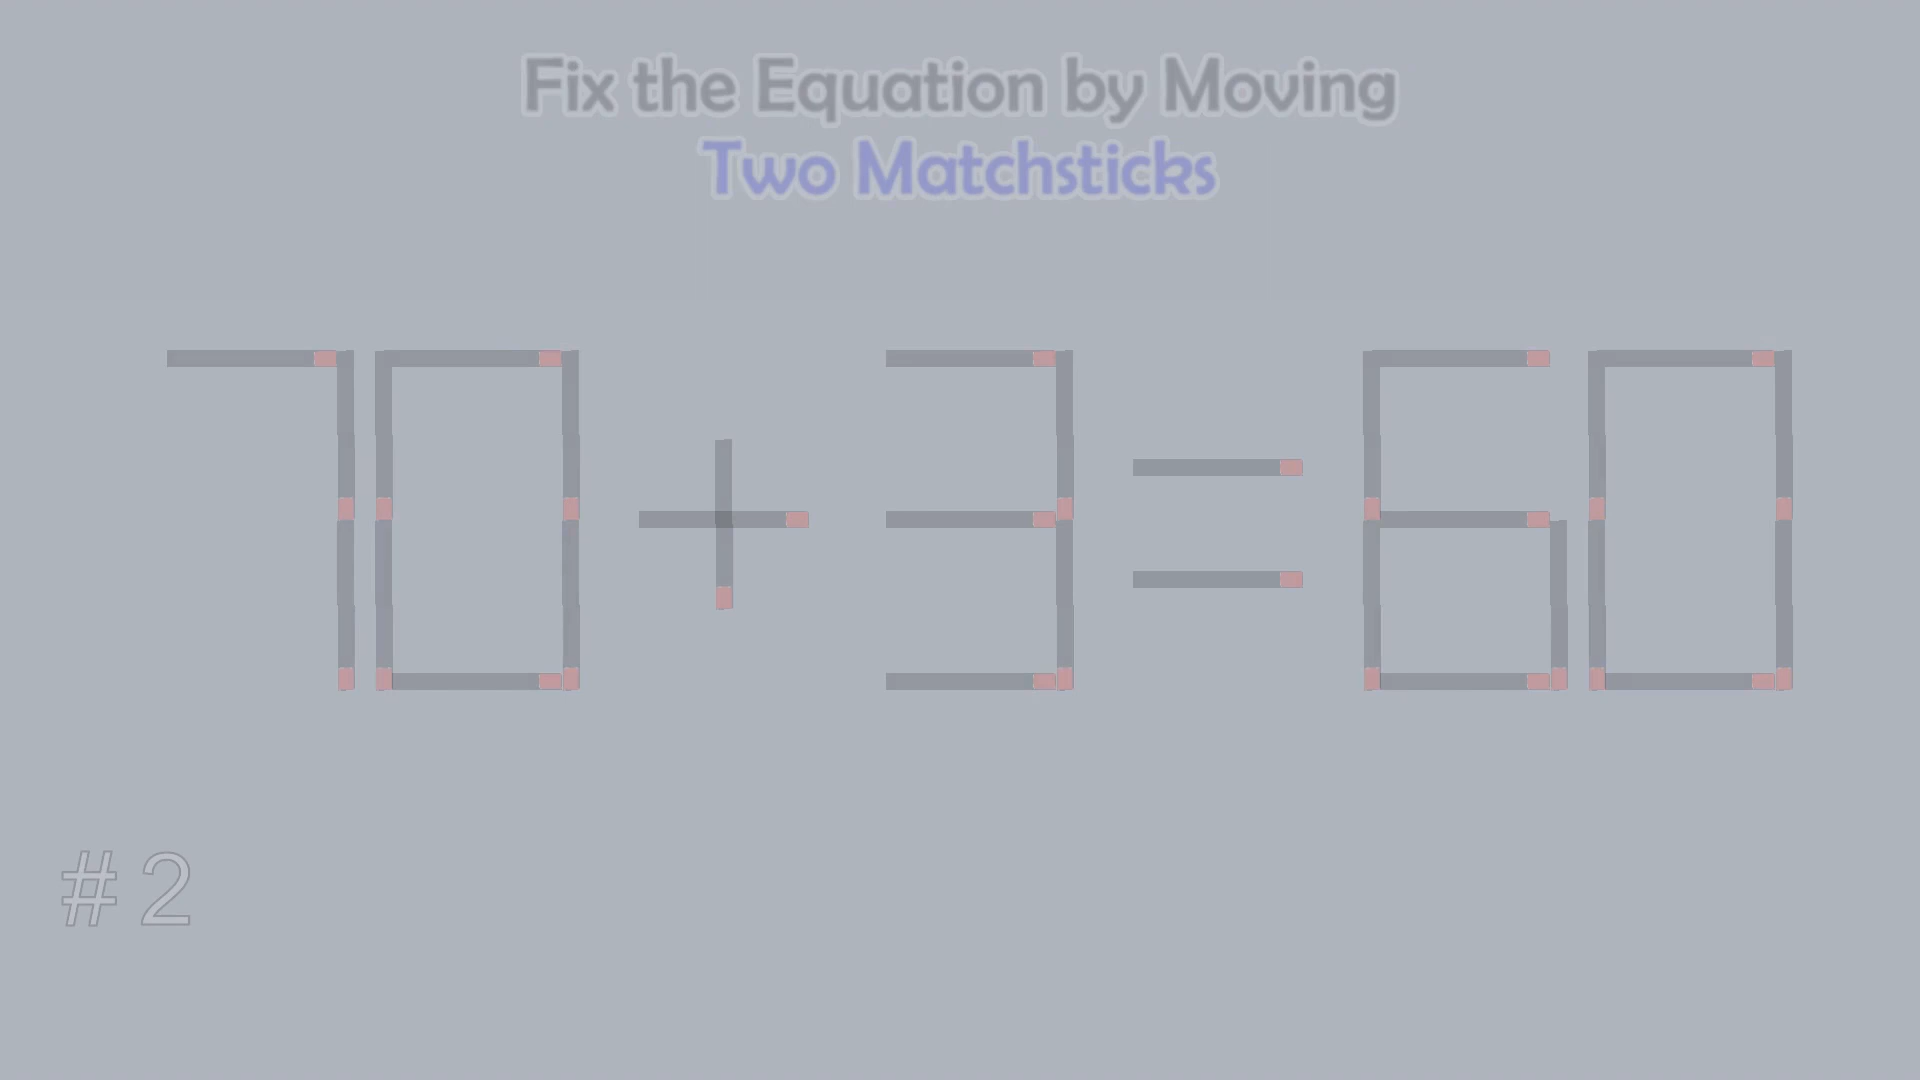 Fix the Equation by Moving
Two Matchsticks
70+3=60
#2